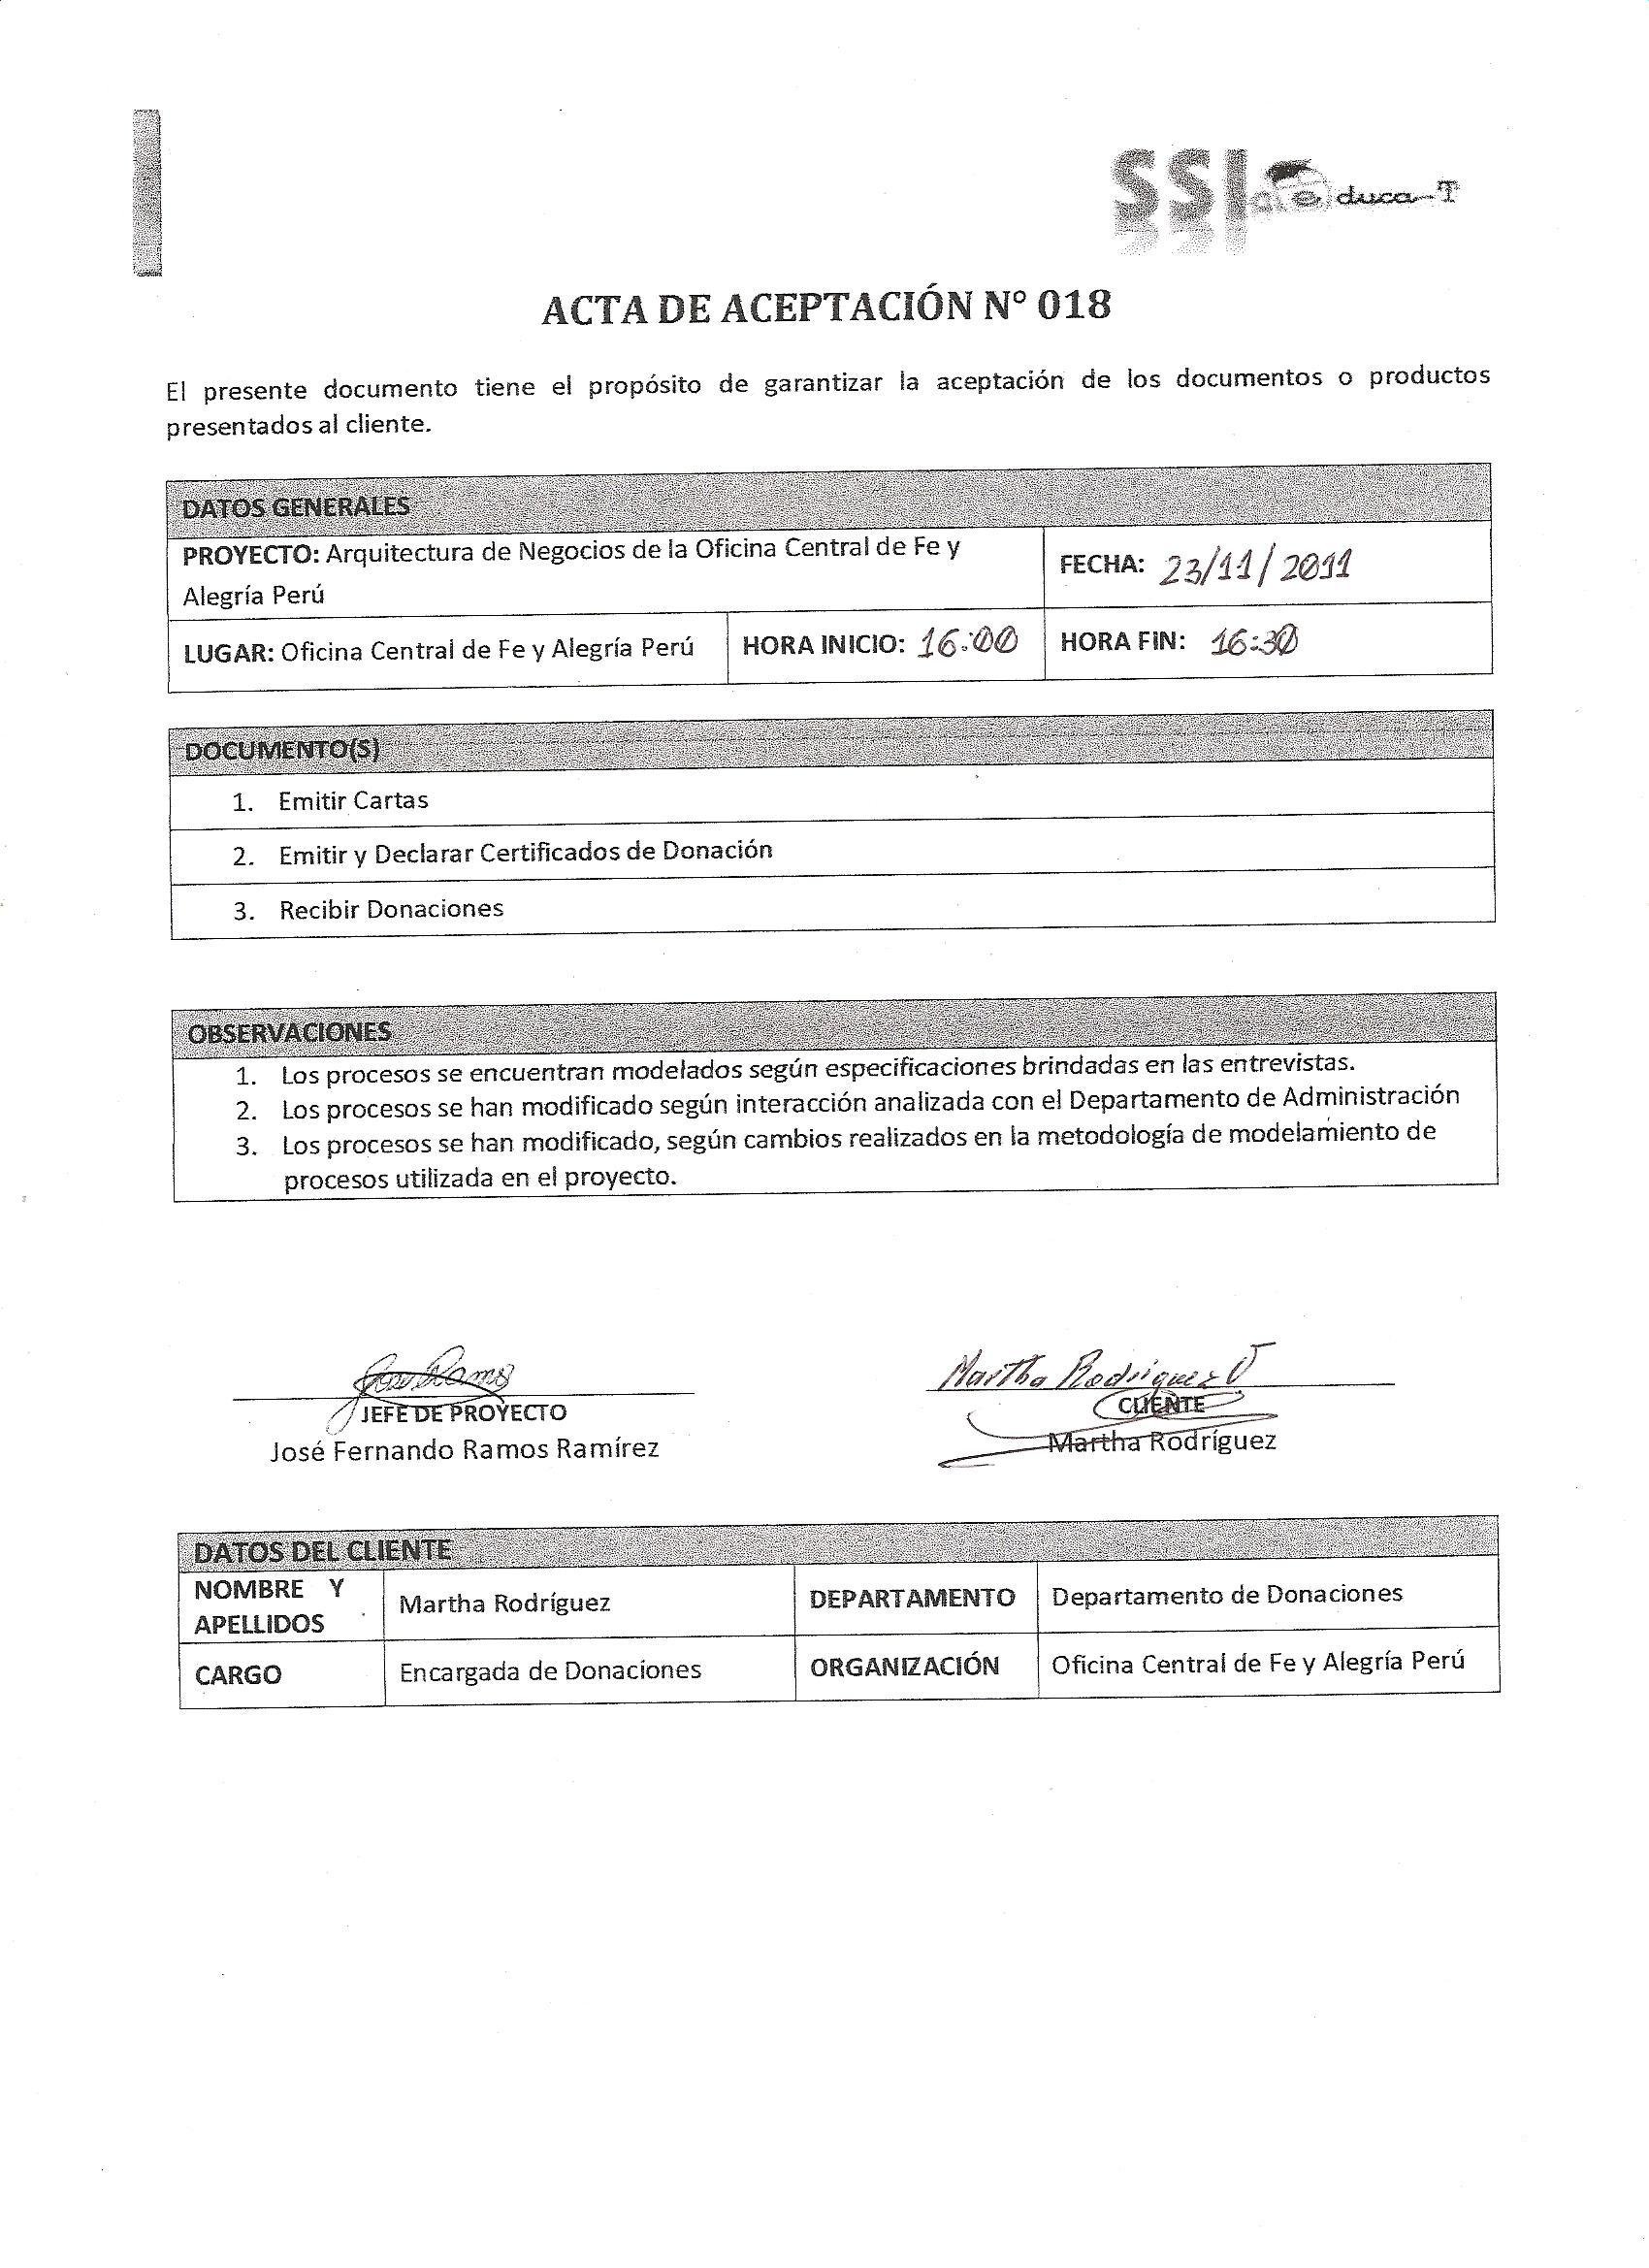 SSI educa-T
ACTA DE ACEPTACIÓN N° 018
El presente documento tiene el propósito de garantizar la aceptación de los documentos o productos
presentados al cliente.
DATOS GENERALES
PROYECTO: Arquitectura de Negocios de la Oficina Central de Fe y
Alegría Perú
FECHA: 23/11/2011
LUGAR: Oficina Central de Fe y Alegría Perú HORA INICIO: 16:00 HORA FIN: 16:30
DOCUMENTO(S)
1. Emitir Cartas
2. Emitir y Declarar Certificados de Donación
3. Recibir Donaciones
OBSERVACIONES
1. Los procesos se encuentran modelados según especificaciones brindadas en las entrevistas.
2. Los procesos se han modificado según interacción analizada con el Departamento de Administración
3. Los procesos se han modificado, según cambios realizados en la metodología de modelamiento de
procesos utilizada en el proyecto.
José Ramos Martha Rodriguez V
JEFE DE PROYECTO CLIENTE
José Fernando Ramos Ramírez Martha Rodríguez
DATOS DEL CLIENTE
NOMBRE Y
APELLIDOS
Martha Rodríguez DEPARTAMENTO Departamento de Donaciones
CARGO Encargada de Donaciones ORGANIZACIÓN Oficina Central de Fe y Alegría Perú